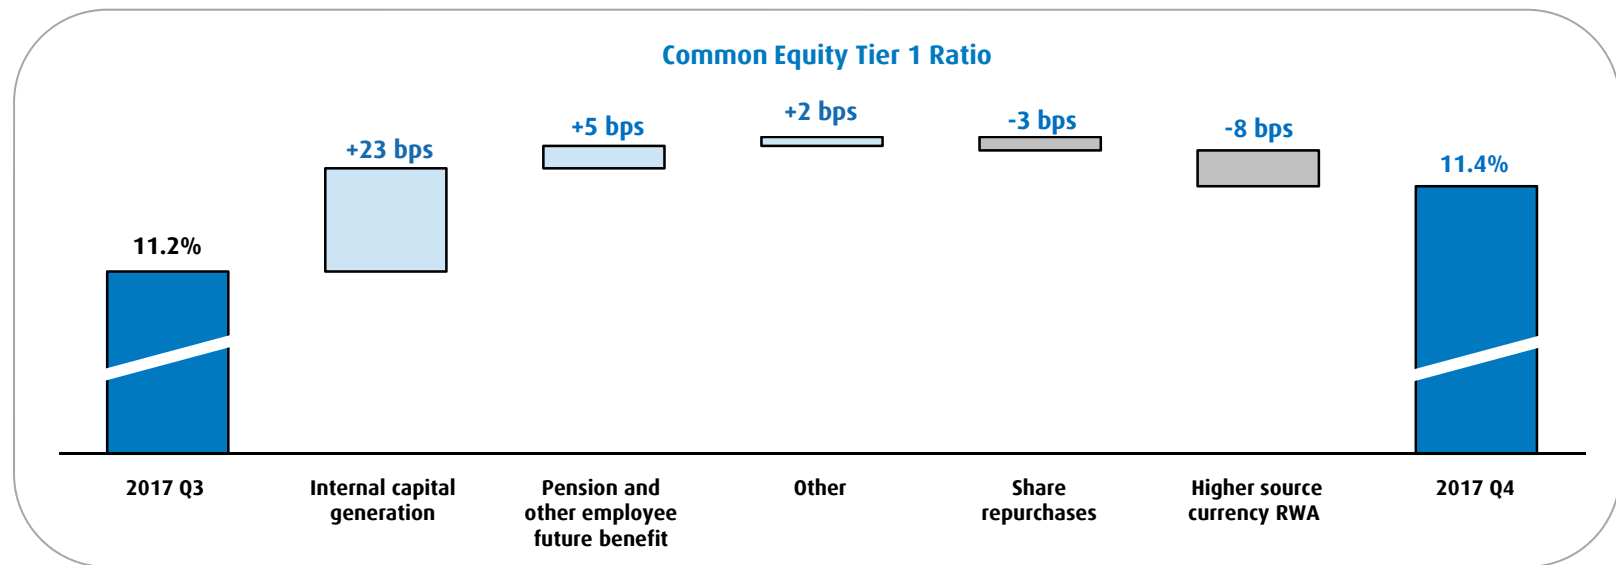 Common Equity Tier 1 Ratio
11.2%
+23 bps
+5 bps
+2 bps
-3 bps
-8 bps
11.4%
2017 Q3
Internal capital
generation
Pension and
other employee
future benefit
Other
Share
repurchases
Higher source
currency RWA
2017 Q4